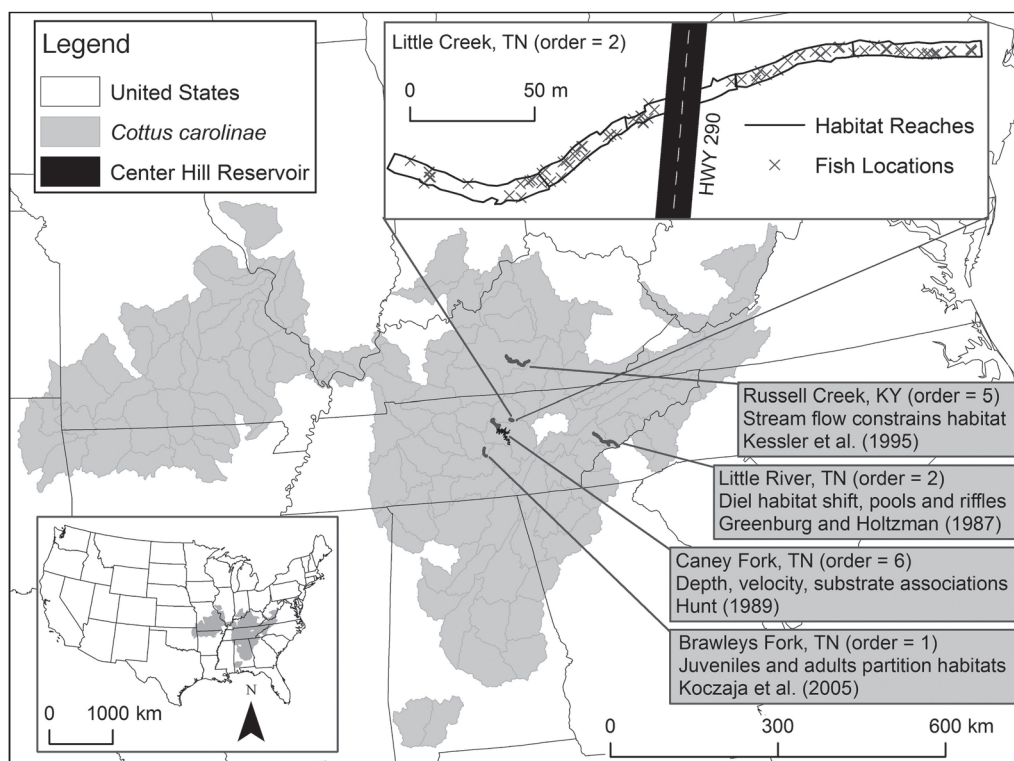 Legend
United States
Cottus carolinae
Center Hill Reservoir
Little Creek, TN (order = 2)
0 50 m
HWY 290
Habitat Reaches
Fish Locations
Russell Creek, KY (order = 5)
Stream flow constrains habitat
Kessler et al. (1995)
Little River, TN (order = 2)
Diel habitat shift, pools and riffles
Greenburg and Holtzman (1987)
Caney Fork, TN (order = 6)
Depth, velocity, substrate associations
Hunt (1989)
Brawleys Fork, TN (order = 1)
Juveniles and adults partition habitats
Koczaja et al. (2005)
N
0 1000 km
0 300 600 km